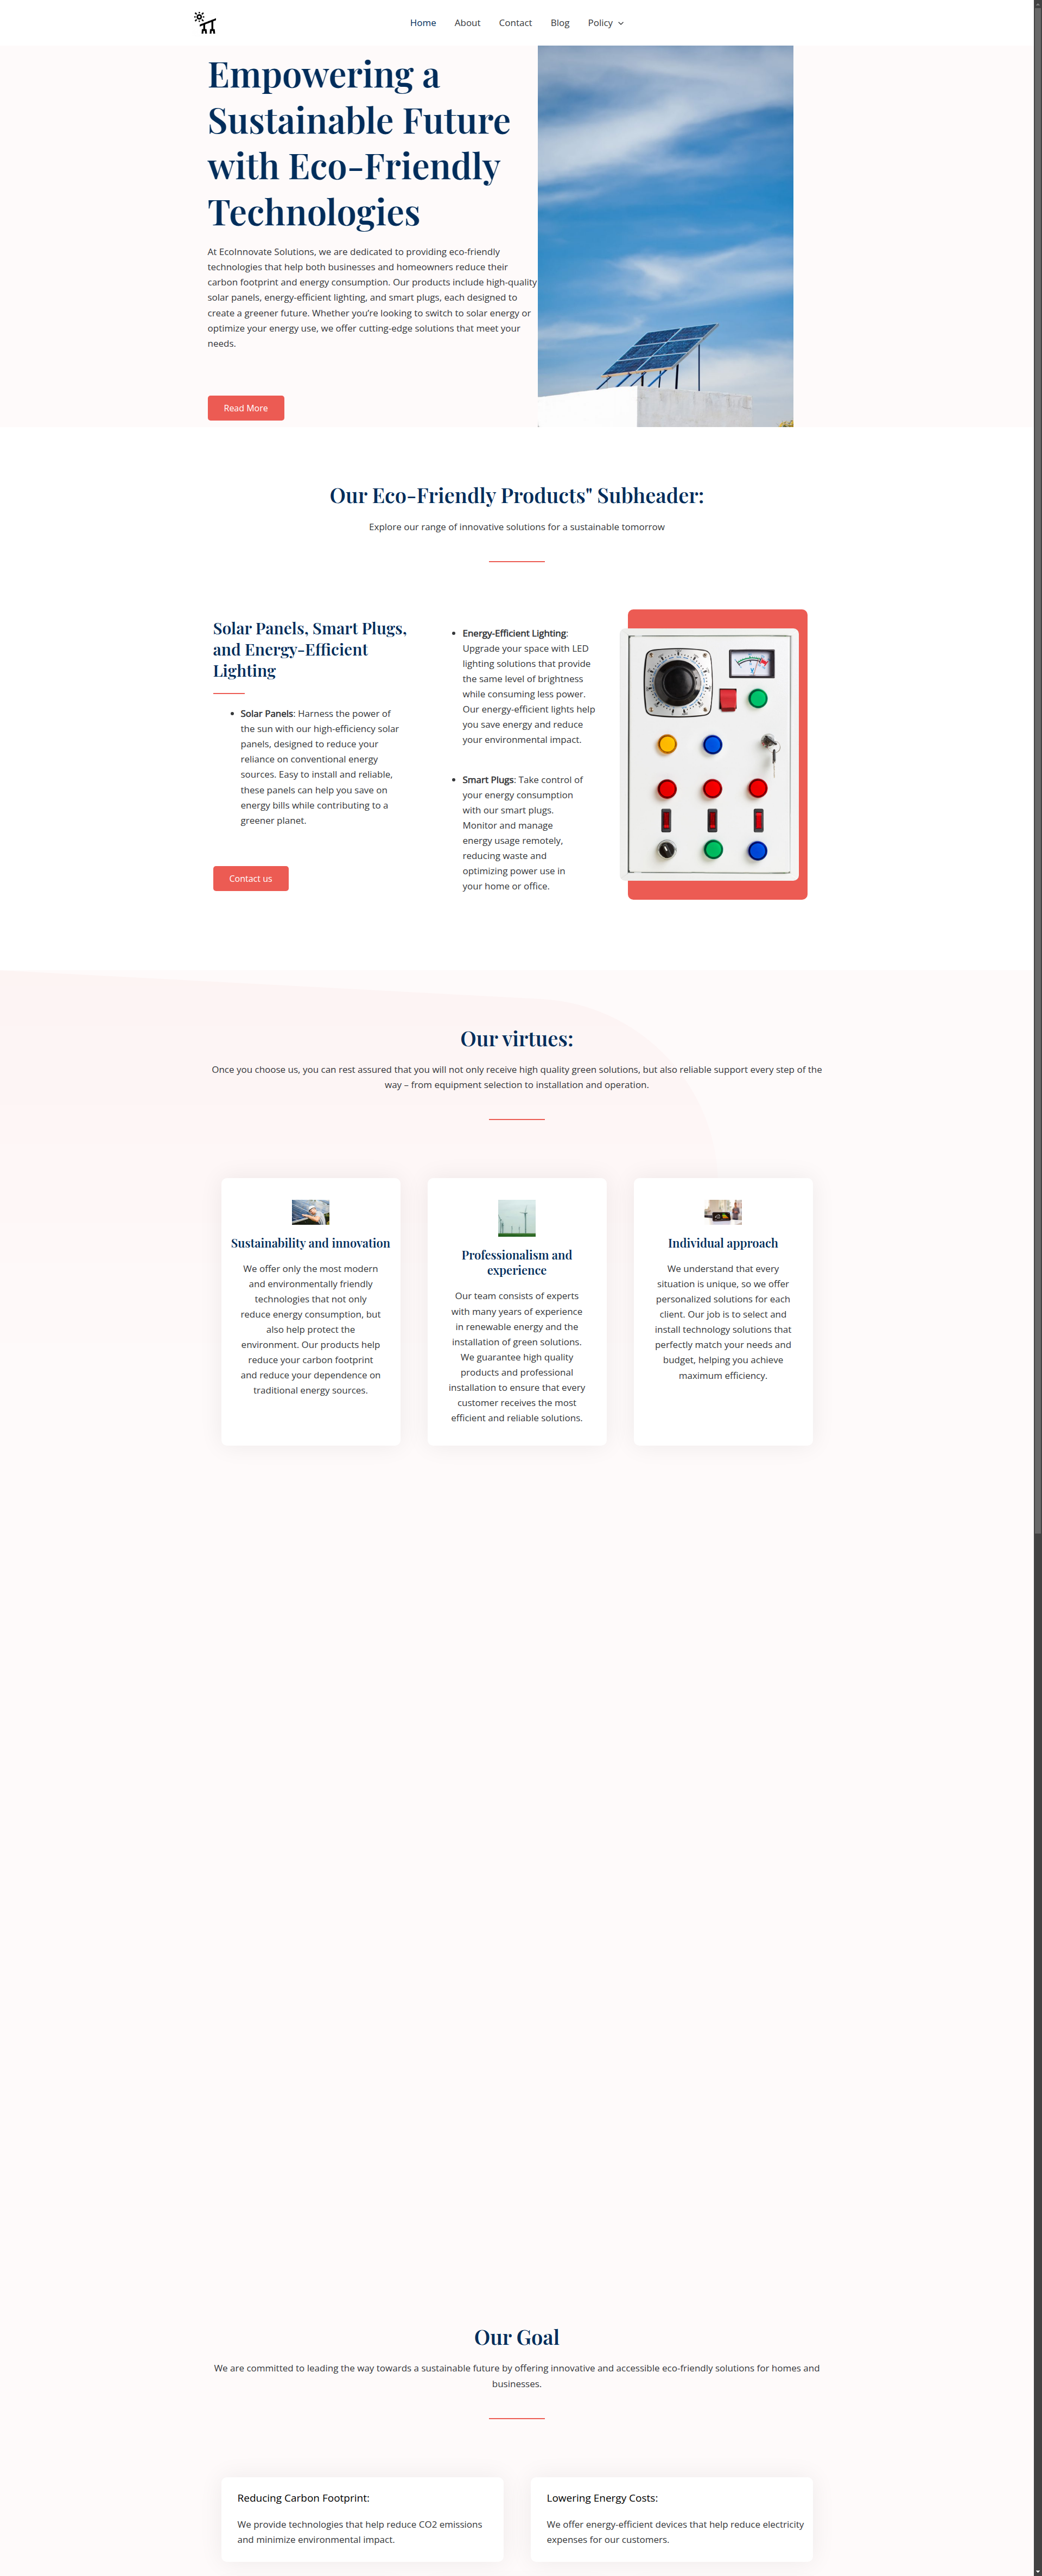 Home About Contact Blog Policy
Empowering a
Sustainable Future
with Eco-Friendly
Technologies
At EcoInnovate Solutions, we are dedicated to providing eco-friendly
technologies that help both businesses and homeowners reduce their
carbon footprint and energy consumption. Our products include high-quality
solar panels, energy-efficient lighting, and smart plugs, each designed to
create a greener future. Whether you’re looking to switch to solar energy or
optimize your energy use, we offer cutting-edge solutions that meet your
needs.
Read More
Our Eco-Friendly Products" Subheader:
Explore our range of innovative solutions for a sustainable tomorrow
Solar Panels, Smart Plugs,
and Energy-Efficient
Lighting
• Solar Panels: Harness the power of
the sun with our high-efficiency solar
panels, designed to reduce your
reliance on conventional energy
sources. Easy to install and reliable,
these panels can help you save on
energy bills while contributing to a
greener planet.
Contact us
• Energy-Efficient Lighting:
Upgrade your space with LED
lighting solutions that provide
the same level of brightness
while consuming less power.
Our energy-efficient lights help
you save energy and reduce
your environmental impact.
• Smart Plugs: Take control of
your energy consumption
with our smart plugs.
Monitor and manage
energy usage remotely,
reducing waste and
optimizing power use in
your home or office.
Our virtues:
Once you choose us, you can rest assured that you will not only receive high quality green solutions, but also reliable support every step of the
way – from equipment selection to installation and operation.
Sustainability and innovation
We offer only the most modern
and environmentally friendly
technologies that not only
reduce energy consumption, but
also help protect the
environment. Our products help
reduce your carbon footprint
and reduce your dependence on
traditional energy sources.
Professionalism and
experience
Our team consists of experts
with many years of experience
in renewable energy and the
installation of green solutions.
We guarantee high quality
products and professional
installation to ensure that every
customer receives the most
efficient and reliable solutions.
Individual approach
We understand that every
situation is unique, so we offer
personalized solutions for each
client. Our job is to select and
install technology solutions that
perfectly match your needs and
budget, helping you achieve
maximum efficiency.
Our Goal
We are committed to leading the way towards a sustainable future by offering innovative and accessible eco-friendly solutions for homes and
businesses.
Reducing Carbon Footprint:
We provide technologies that help reduce CO2 emissions
and minimize environmental impact.
Lowering Energy Costs:
We offer energy-efficient devices that help reduce electricity
expenses for our customers.